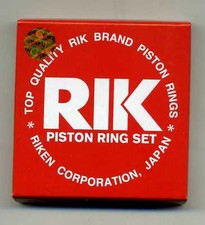 * TOP QUALITY RIK BRAND PISTON RINGS *
RIK
PISTON RING SET
RIKEN CORPORATION, JAPAN